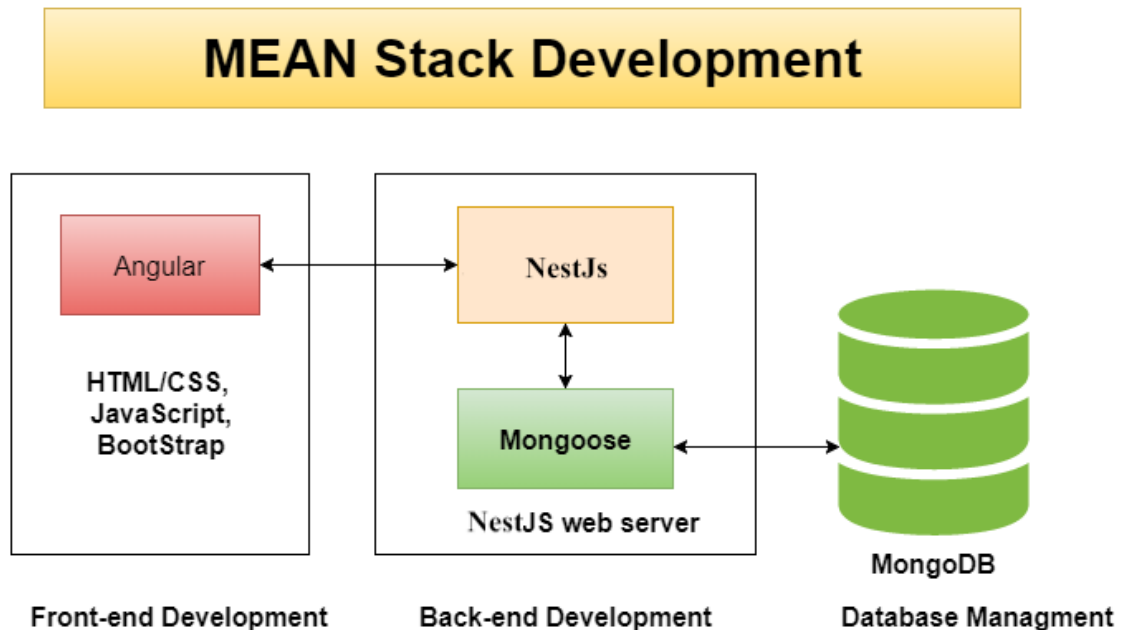 MEAN Stack Development
Angular
HTML/CSS,
JavaScript,
BootStrap
NestJs
Mongoose
NestJS web server
MongoDB
Front-end Development
Back-end Development
Database Managment